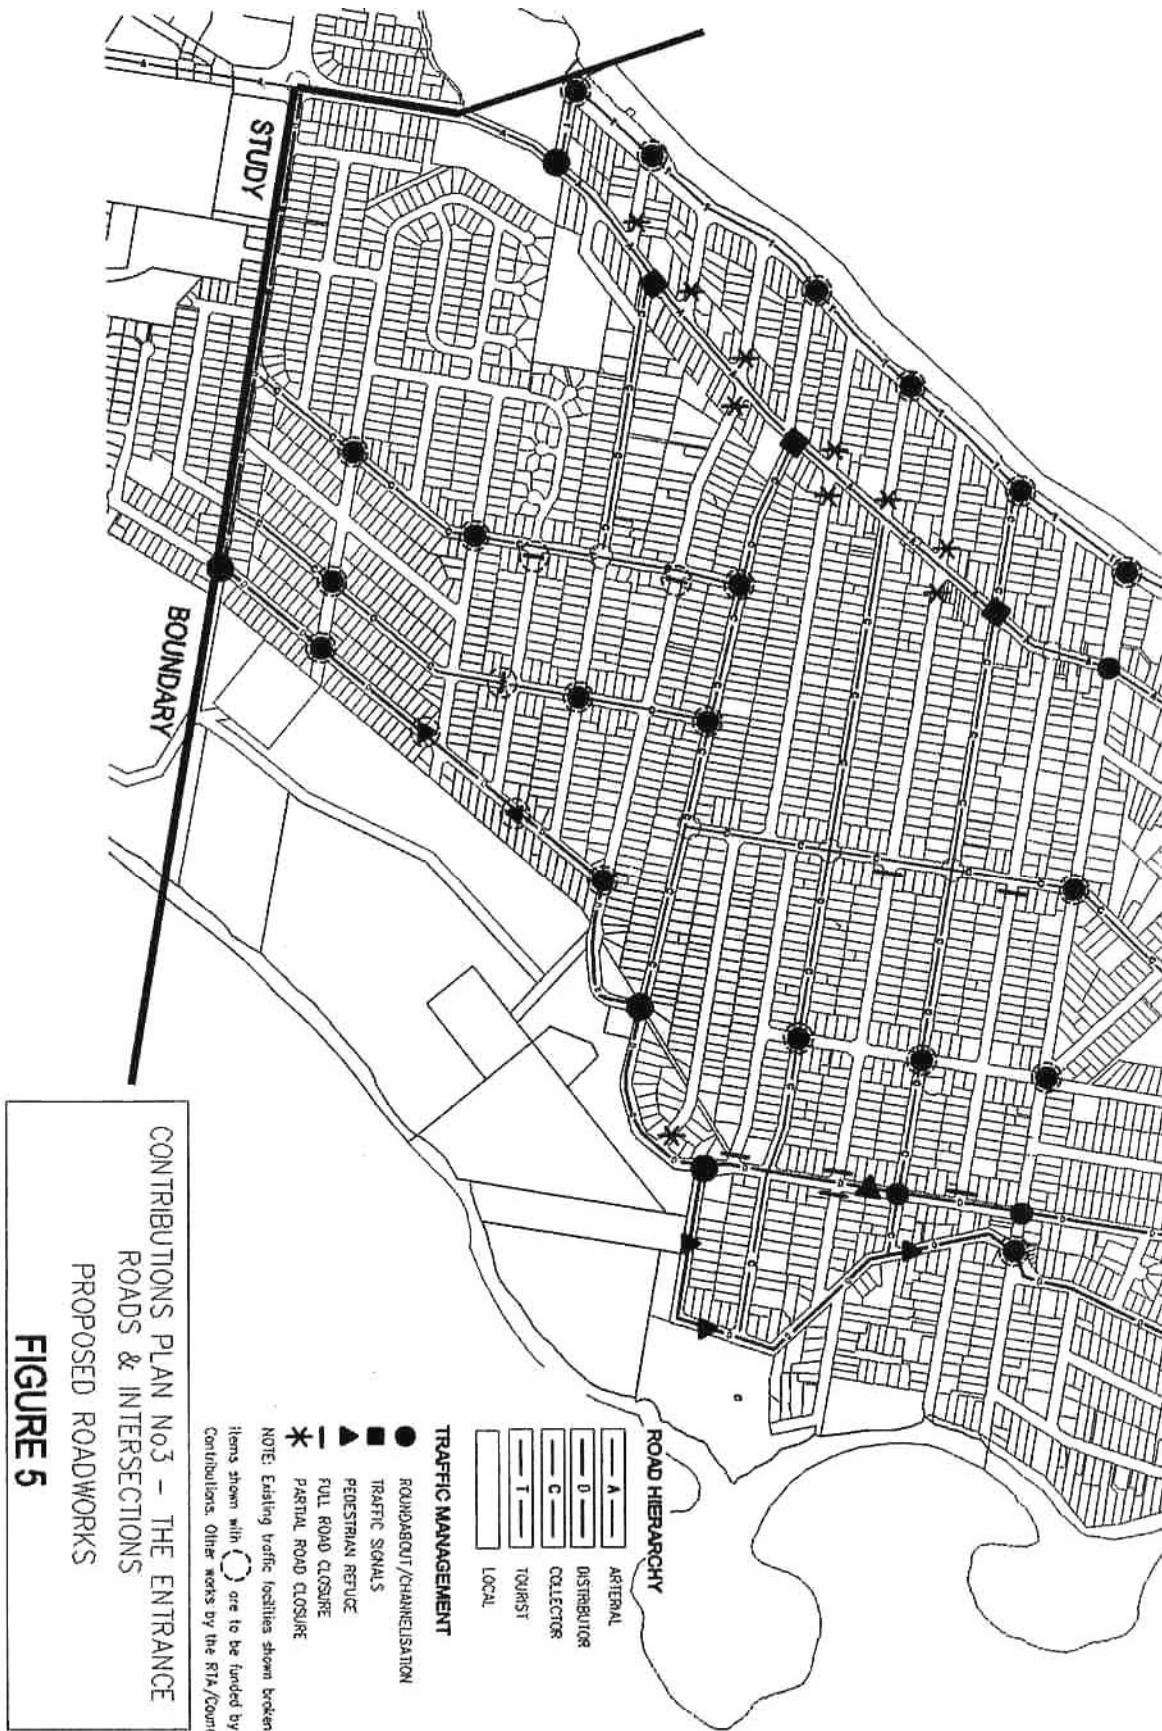 STUDY
BOUNDARY
ROAD HIERARCHY
A ARTERIAL
D DISTRIBUTOR
C COLLECTOR
T TOURIST
LOCAL
TRAFFIC MANAGEMENT
ROUNDABOUT/CHANNELISATION
TRAFFIC SIGNALS
PEDESTRIAN REFUGE
FULL ROAD CLOSURE
PARTIAL ROAD CLOSURE
NOTE: Existing traffic facilities shown broken
Items shown with are to be funded by
Contributions. Other works by the RTA/Coun
CONTRIBUTIONS PLAN No3 - THE ENTRANCE
ROADS & INTERSECTIONS
PROPOSED ROADWORKS
FIGURE 5